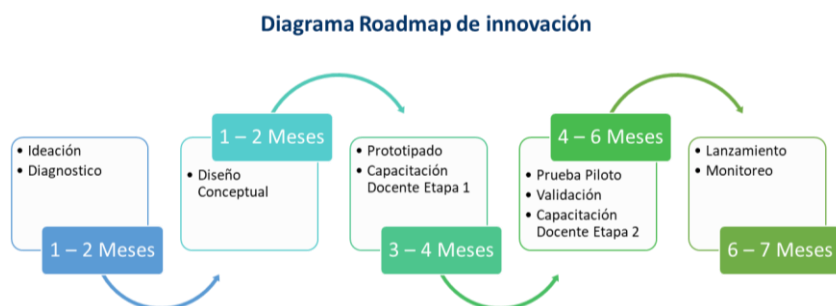 Diagrama Roadmap de innovación
• Ideación
• Diagnostico
1 – 2 Meses
1 – 2 Meses
• Diseño
Conceptual
• Prototipado
• Capacitación
Docente Etapa 1
3 – 4 Meses
4 – 6 Meses
• Prueba Piloto
• Validación
• Capacitación
Docente Etapa 2
• Lanzamiento
• Monitoreo
6 – 7 Meses